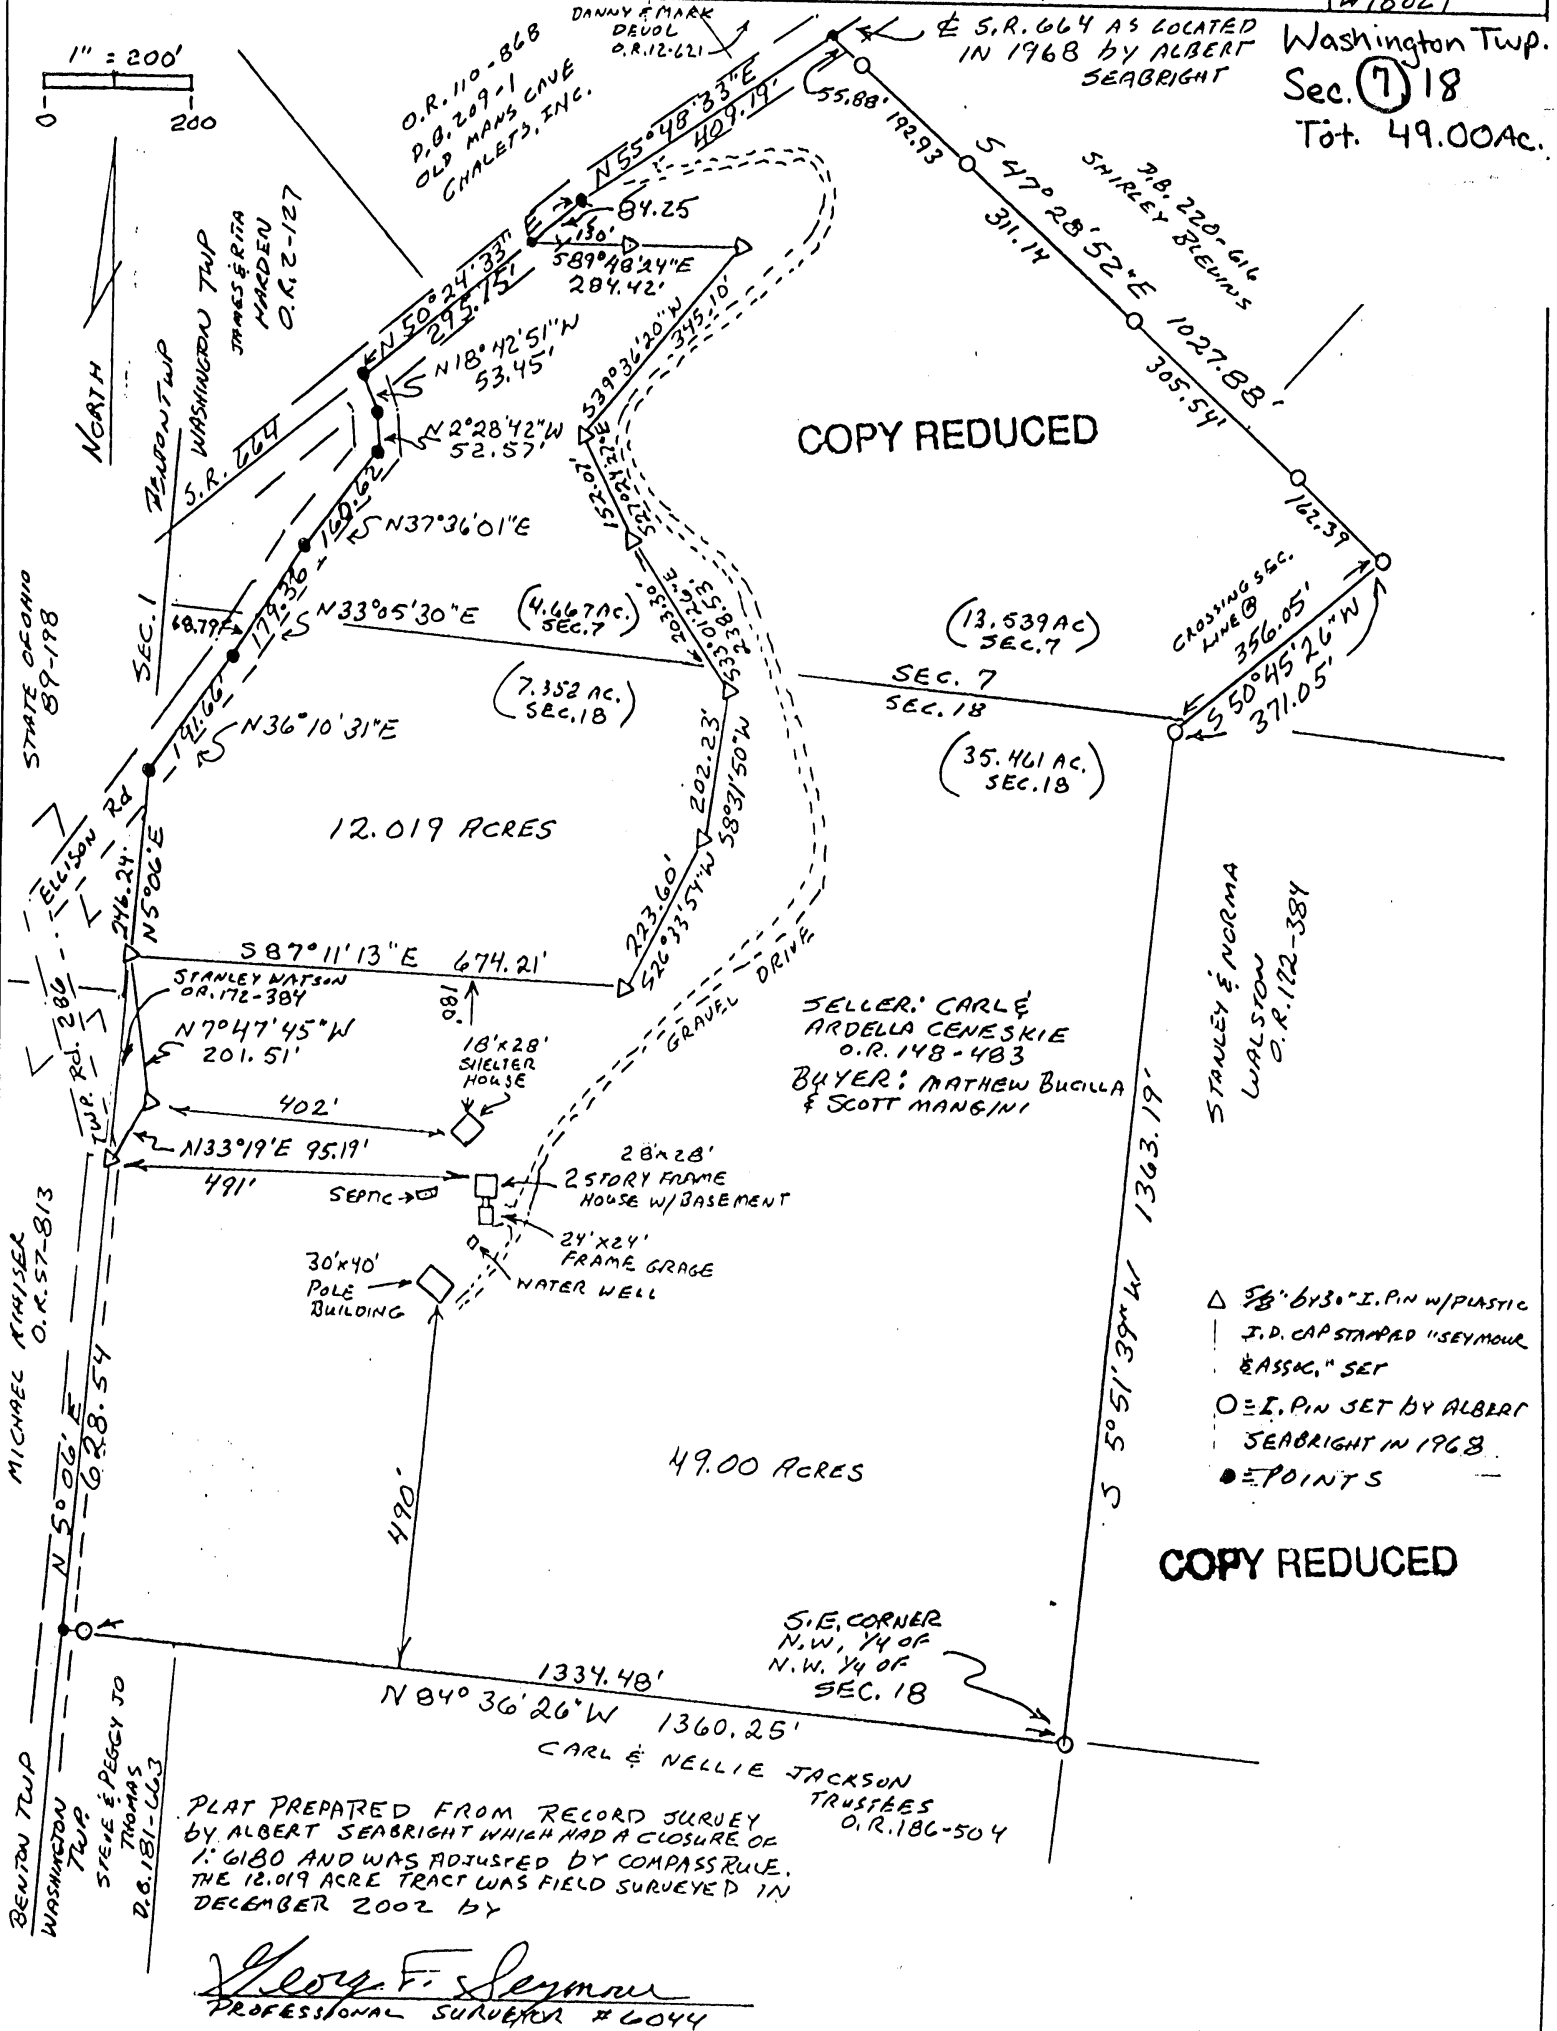 1" = 200'
0
200
NORTH
DANNY & MARK
DEVOL
O.R.12-621
O.R. 110-868
D.B. 209-1
OLD MANS CAVE
CHALETS, INC.
℄ S.R. 664 AS LOCATED
IN 1968 by ALBERT
SEABRIGHT
Washington Twp.
Sec. 7 18
Tot. 49.00Ac.
N55°48'33"E
409.19'
55.88'
192.93
S 47°28'52"E
1027.88'
311.14
305.54'
162.39
D.B. 220-616
SHIRLEY BLEVINS
JAMES & RITA
HARDEN
O.R. 2-127
BENTON TWP
WASHINGTON TWP
S.R. 664
SEC. 1
N 50°24'33" E
295.15'
84.25
130'
S89°48'24"E
284.42'
N18°42'51"W
53.45'
N2°28'42"W
52.57'
S39°36'20"W
345.10'
S27°24'22"E
152.07'
COPY REDUCED
160.62
N37°36'01"E
179.36
N33°05'30"E
68.79
191.66'
N36°10'31"E
(4.667AC.)
SEC.7
(7.352 AC.)
SEC.18
203.30'
S33°01'26"E
238.53'
(13.539AC)
SEC.7
SEC. 7
SEC. 18
(35.461 AC.)
SEC.18
CROSSING SEC.
LINE @
356.05'
S 50°45'26"W
371.05'
STATE OF OHIO
89-198
ELLISON Rd
TWP. Rd. 286
246.24'
N5°06'E
12.019 ACRES
202.23'
S8°31'50"W
223.60'
S26°33'54"W
S87°11'13"E 674.21'
STANLEY WATSON
OR.172-384
N7°47'45"W
201.51'
180'
18'x28'
SHELTER
HOUSE
402'
N33°19'E 95.19'
491'
SEPTIC
28'x28'
2 STORY FRAME
HOUSE W/BASEMENT
24'x24'
FRAME GRAGE
WATER WELL
30'x40'
POLE
BUILDING
GRAVEL DRIVE
SELLER: CARL &
ARDELLA CENESKIE
O.R. 148-483
BUYER: MATHEW BUCILLA
& SCOTT MANGINI
STANLEY & NORMA
WALSTON
O.R. 172-384
S 5°51'39"W 1363.19'
△ 5/8" by 30" I. PIN W/PLASTIC
I.D. CAP STAMPED "SEYMOUR
& ASSOC." SET
O = I. PIN SET BY ALBERT
SEABRIGHT IN 1968
● = POINTS
COPY REDUCED
49.00 ACRES
490'
MICHAEL
O.R. 57-813
N 5°06' E
628.54
S.E. CORNER
N.W. 1/4 OF
N.W. 1/4 OF
SEC. 18
1334.48'
N 84°36'26"W 1360.25'
CARL & NELLIE JACKSON
TRUSTEES
O.R.186-504
BENTON TWP
WASHINGTON
TWP.
STEVE & PEGGY JO
THOMAS
D.B. 181-663
PLAT PREPARED FROM RECORD SURVEY
by ALBERT SEABRIGHT WHICH HAD A CLOSURE OF
1:6180 AND WAS ADJUSTED BY COMPASS RULE.
THE 12.019 ACRE TRACT WAS FIELD SURVEYED IN
DECEMBER 2002 by
George F. Seymour
PROFESSIONAL SURVEYOR #6044